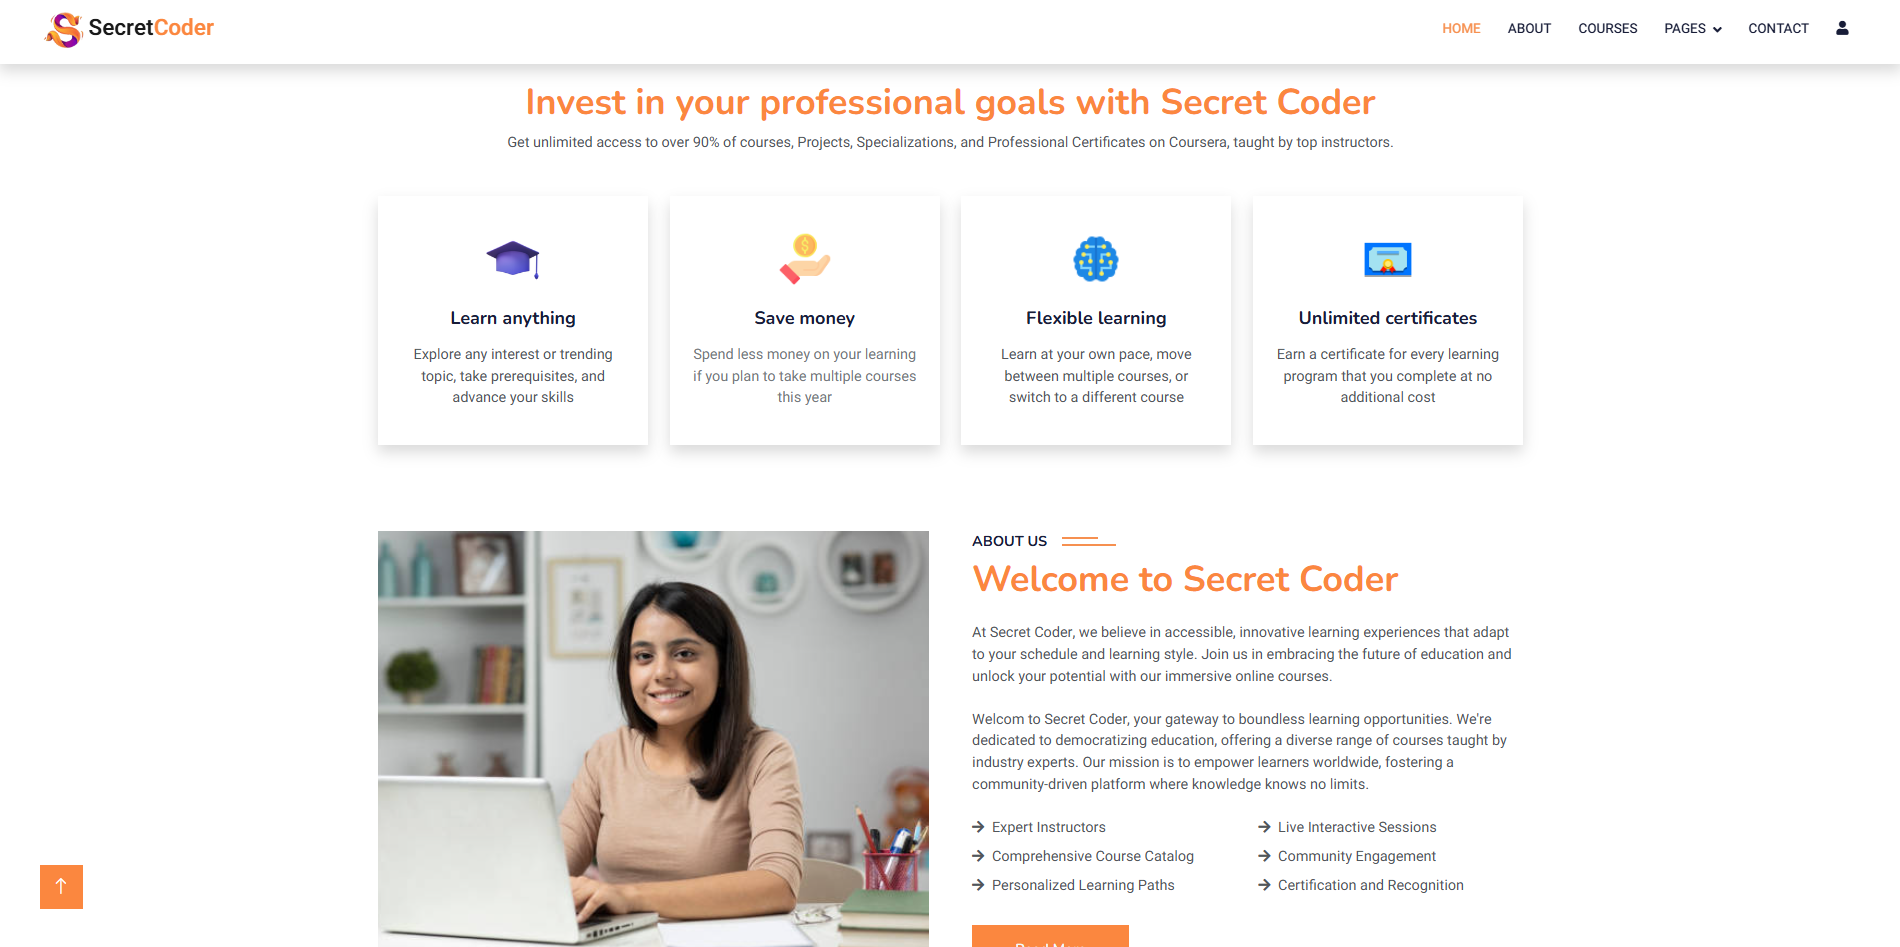 SecretCoder
HOME ABOUT COURSES PAGES CONTACT
Invest in your professional goals with Secret Coder
Get unlimited access to over 90% of courses, Projects, Specializations, and Professional Certificates on Coursera, taught by top instructors.
Learn anything
Explore any interest or trending
topic, take prerequisites, and
advance your skills
Save money
Spend less money on your learning
if you plan to take multiple courses
this year
Flexible learning
Learn at your own pace, move
between multiple courses, or
switch to a different course
Unlimited certificates
Earn a certificate for every learning
program that you complete at no
additional cost
ABOUT US
Welcome to Secret Coder
At Secret Coder, we believe in accessible, innovative learning experiences that adapt
to your schedule and learning style. Join us in embracing the future of education and
unlock your potential with our immersive online courses.
Welcom to Secret Coder, your gateway to boundless learning opportunities. We're
dedicated to democratizing education, offering a diverse range of courses taught by
industry experts. Our mission is to empower learners worldwide, fostering a
community-driven platform where knowledge knows no limits.
Expert Instructors
Live Interactive Sessions
Comprehensive Course Catalog
Community Engagement
Personalized Learning Paths
Certification and Recognition
Read More